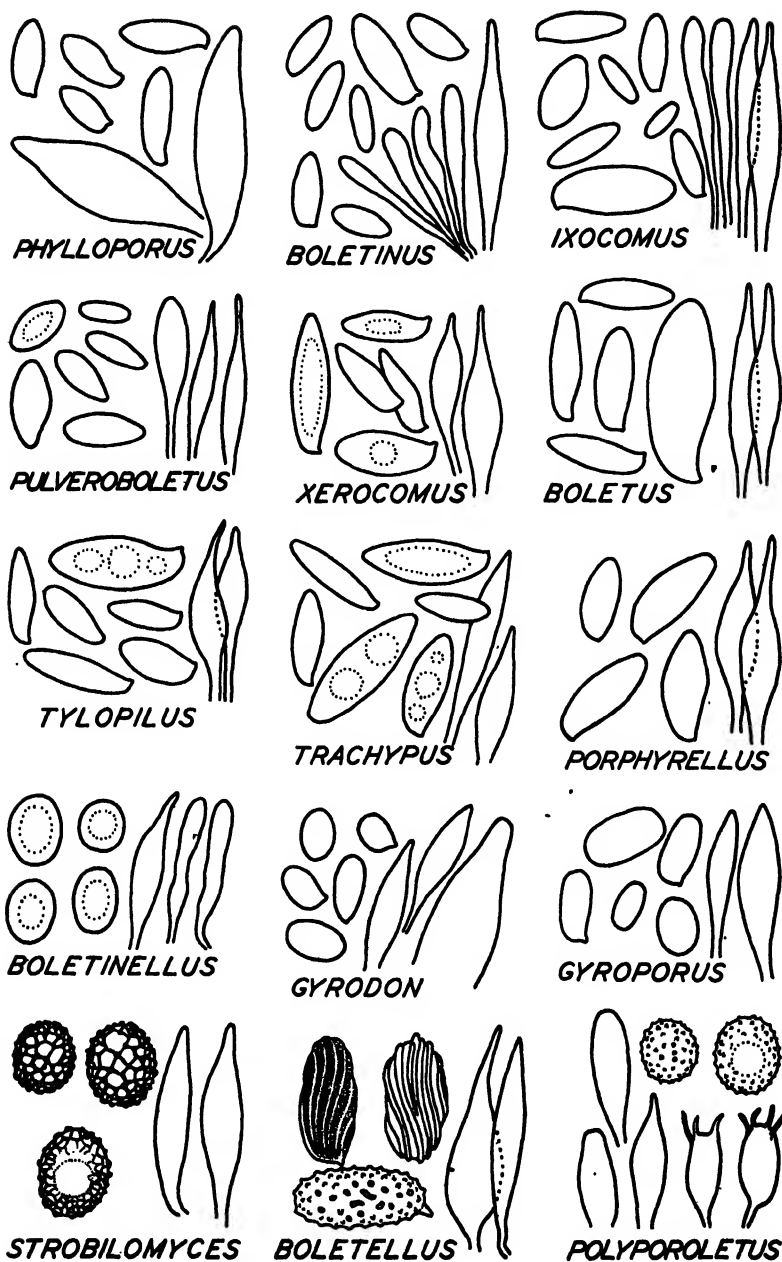 PHYLLOPORUS
BOLETINUS
IXOCOMUS
PULVEROBOLETUS
XEROCOMUS
BOLETUS
TYLOPILUS
TRACHYPUS
PORPHYRELLUS
BOLETINELLUS
GYRODON
GYROPORUS
STROBILOMYCES
BOLETELLUS
POLYPOROLETUS